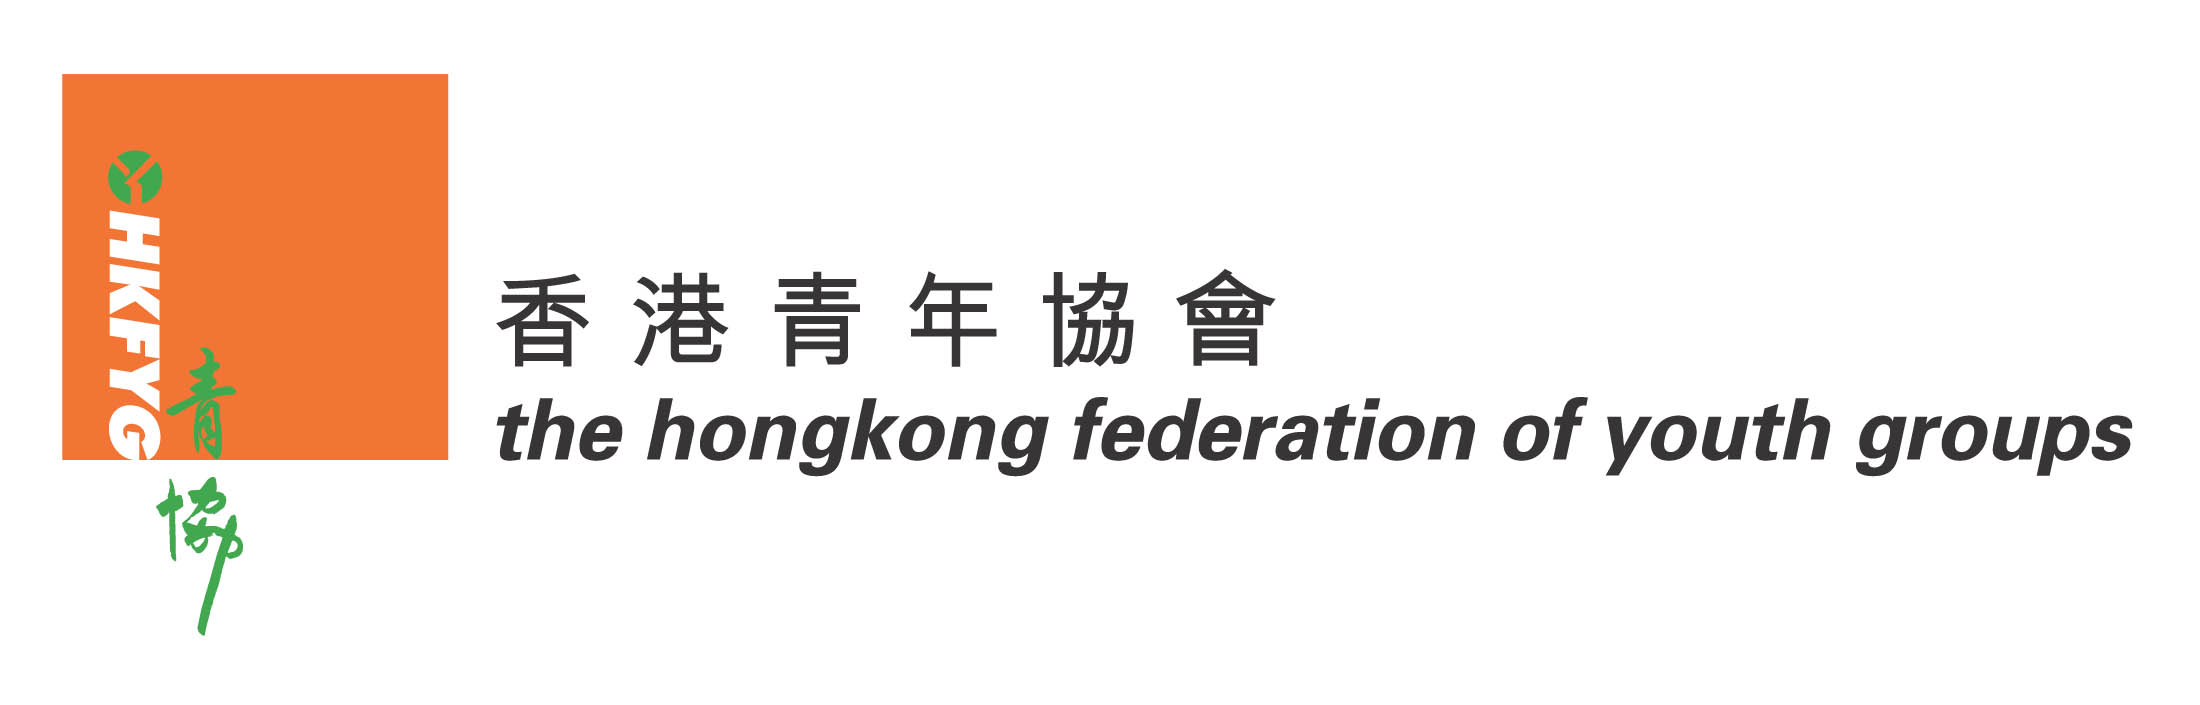 HKFYG
青協
香港青年協會
the hongkong federation of youth groups